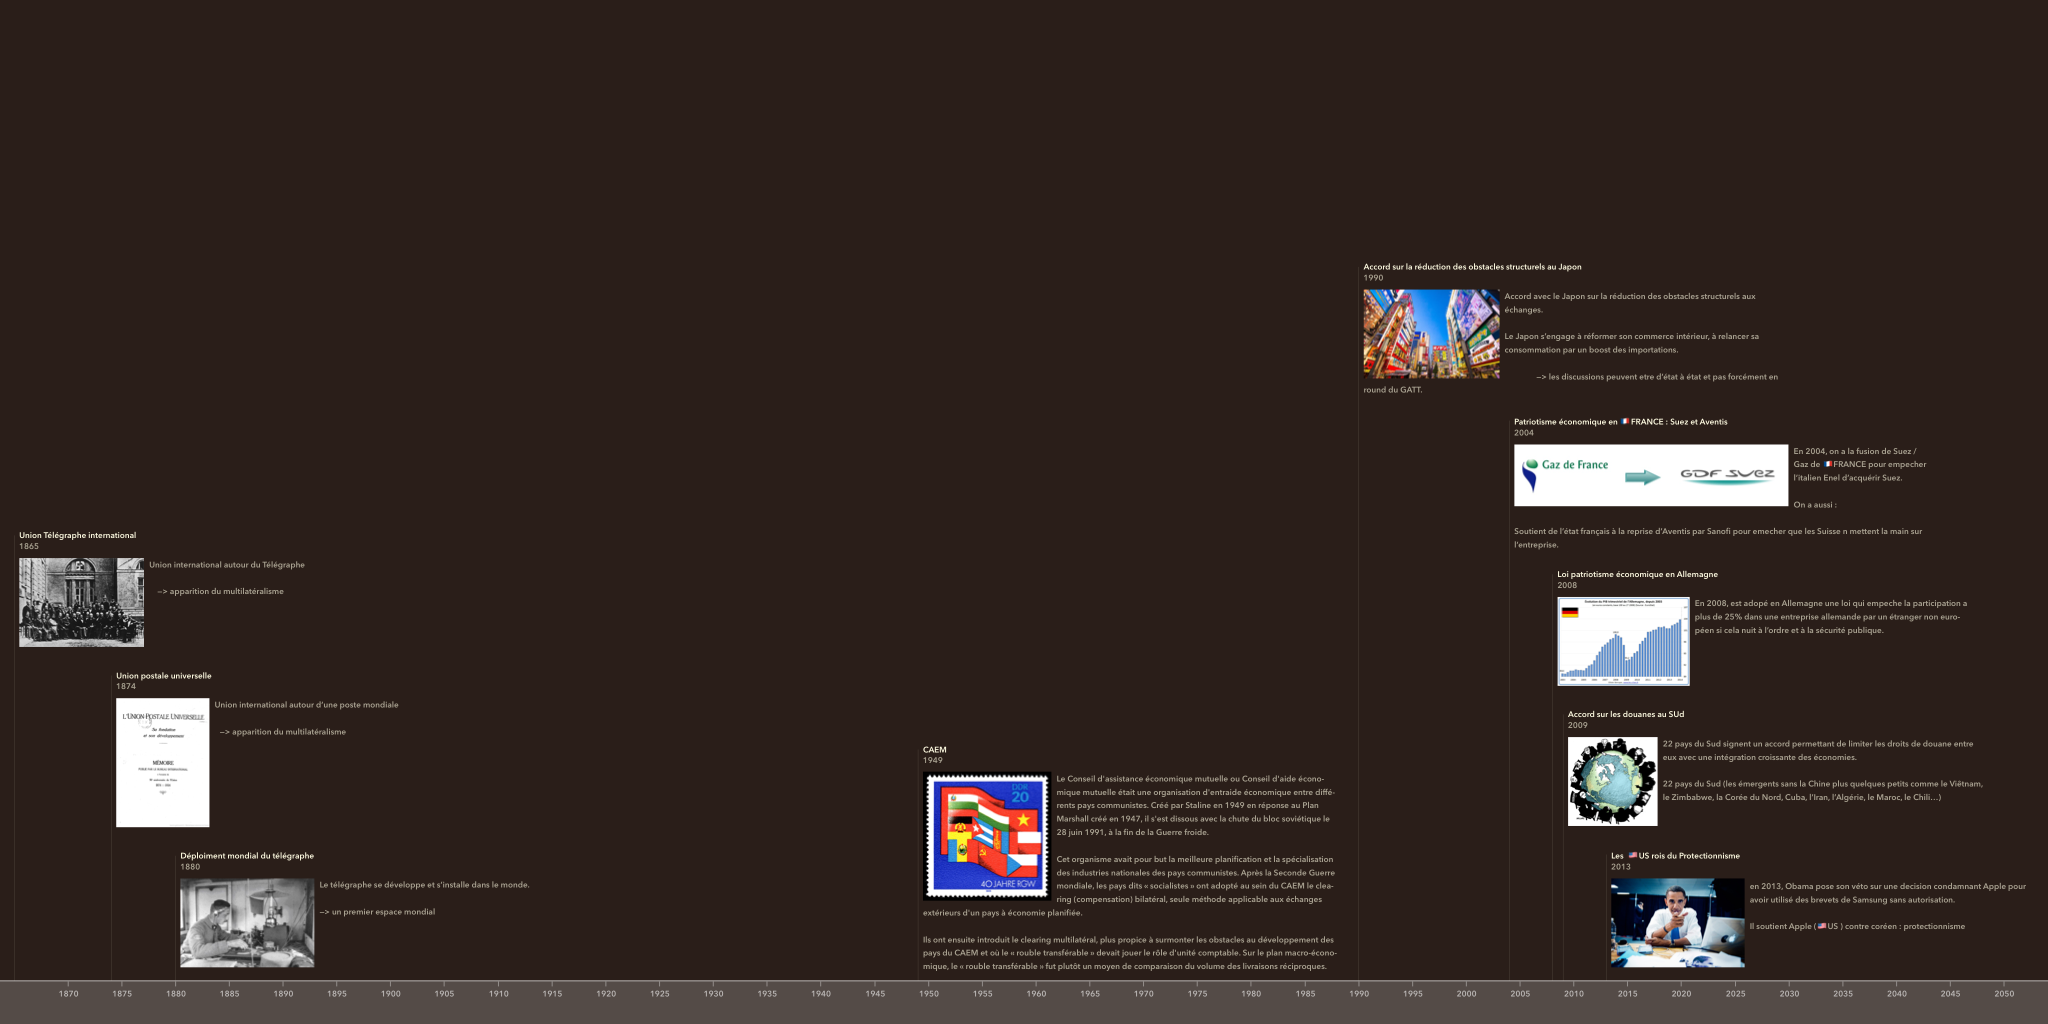 Accord sur la réduction des obstacles structurels au Japon
1990
Accord avec le Japon sur la réduction des obstacles structurels aux
échanges.
Le Japon s'engage à réformer son commerce intérieur, à relancer sa
consommation par un boost des importations.
—> les discussions peuvent etre d'état à état et pas forcément en
round du GATT.
Patriotisme économique en 🇫🇷 FRANCE : Suez et Aventis
2004
Gaz de France
GDF SUEZ
En 2004, on a la fusion de Suez /
Gaz de 🇫🇷 FRANCE pour empecher
l'italien Enel d'acquérir Suez.
On a aussi :
Soutient de l'état français à la reprise d'Aventis par Sanofi pour emecher que les Suisse n mettent la main sur
l'entreprise.
Union Télégraphe international
1865
Union international autour du Télégraphe
—> apparition du multilatéralisme
Loi patriotisme économique en Allemagne
2008
En 2008, est adopé en Allemagne une loi qui empeche la participation a
plus de 25% dans une entreprise allemande par un étranger non euro-
péen si cela nuit à l'ordre et à la sécurité publique.
Union postale universelle
1874
L'UNION POSTALE UNIVERSELLE
Sa fondation
et son développement
MÉMOIRE
Union international autour d'une poste mondiale
—> apparition du multilatéralisme
Accord sur les douanes au SUd
2009
22 pays du Sud signent un accord permettant de limiter les droits de douane entre
eux avec une intégration croissante des économies.
22 pays du Sud (les émergents sans la Chine plus quelques petits comme le Viêtnam,
le Zimbabwe, la Corée du Nord, Cuba, l'Iran, l'Algérie, le Maroc, le Chili…)
CAEM
1949
DDR
20
40 JAHRE RGW
Le Conseil d'assistance économique mutuelle ou Conseil d'aide écono-
mique mutuelle était une organisation d'entraide économique entre diffé-
rents pays communistes. Créé par Staline en 1949 en réponse au Plan
Marshall créé en 1947, il s'est dissous avec la chute du bloc soviétique le
28 juin 1991, à la fin de la Guerre froide.
Cet organisme avait pour but la meilleure planification et la spécialisation
des industries nationales des pays communistes. Après la Seconde Guerre
mondiale, les pays dits « socialistes » ont adopté au sein du CAEM le clea-
ring (compensation) bilatéral, seule méthode applicable aux échanges
extérieurs d'un pays à économie planifiée.
Ils ont ensuite introduit le clearing multilatéral, plus propice à surmonter les obstacles au développement des
pays du CAEM et où le « rouble transférable » devait jouer le rôle d'unité comptable. Sur le plan macro-écono-
mique, le « rouble transférable » fut plutôt un moyen de comparaison du volume des livraisons réciproques.
Déploiment mondial du télégraphe
1880
Le télégraphe se développe et s'installe dans le monde.
—> un premier espace mondial
Les 🇺🇸 US rois du Protectionnisme
2013
en 2013, Obama pose son véto sur une decision condamnant Apple pour
avoir utilisé des brevets de Samsung sans autorisation.
Il soutient Apple (🇺🇸 US ) contre coréen : protectionnisme
1870 1875 1880 1885 1890 1895 1900 1905 1910 1915 1920 1925 1930 1935 1940 1945 1950 1955 1960 1965 1970 1975 1980 1985 1990 1995 2000 2005 2010 2015 2020 2025 2030 2035 2040 2045 2050